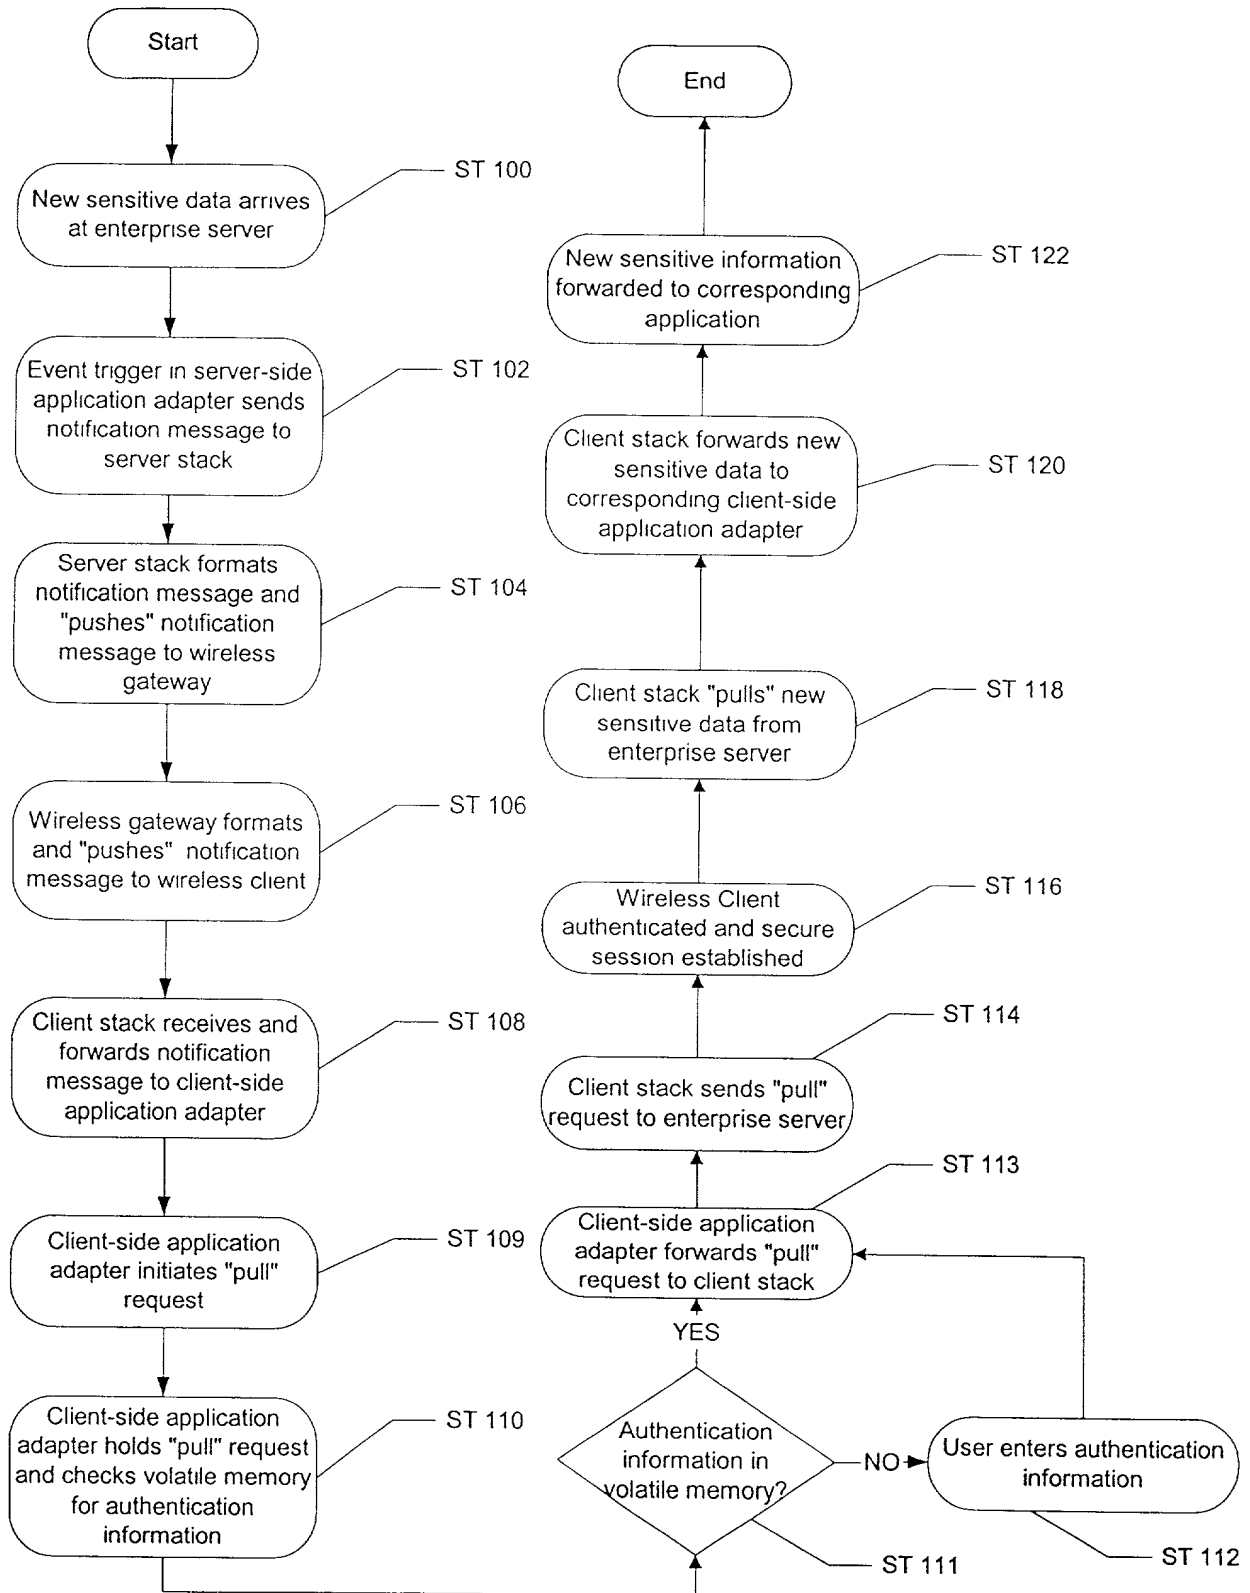 Start
New sensitive data arrives
at enterprise server
ST 100
Event trigger in server-side
application adapter sends
notification message to
server stack
ST 102
Server stack formats
notification message and
"pushes" notification
message to wireless
gateway
ST 104
Wireless gateway formats
and "pushes" notification
message to wireless client
ST 106
Client stack receives and
forwards notification
message to client-side
application adapter
ST 108
Client-side application
adapter initiates "pull"
request
ST 109
Client-side application
adapter holds "pull" request
and checks volatile memory
for authentication
information
ST 110
Authentication
information in
volatile memory?
ST 111
NO
User enters authentication
information
ST 112
YES
Client-side application
adapter forwards "pull"
request to client stack
ST 113
Client stack sends "pull"
request to enterprise server
ST 114
Wireless Client
authenticated and secure
session established
ST 116
Client stack "pulls" new
sensitive data from
enterprise server
ST 118
Client stack forwards new
sensitive data to
corresponding client-side
application adapter
ST 120
New sensitive information
forwarded to corresponding
application
ST 122
End